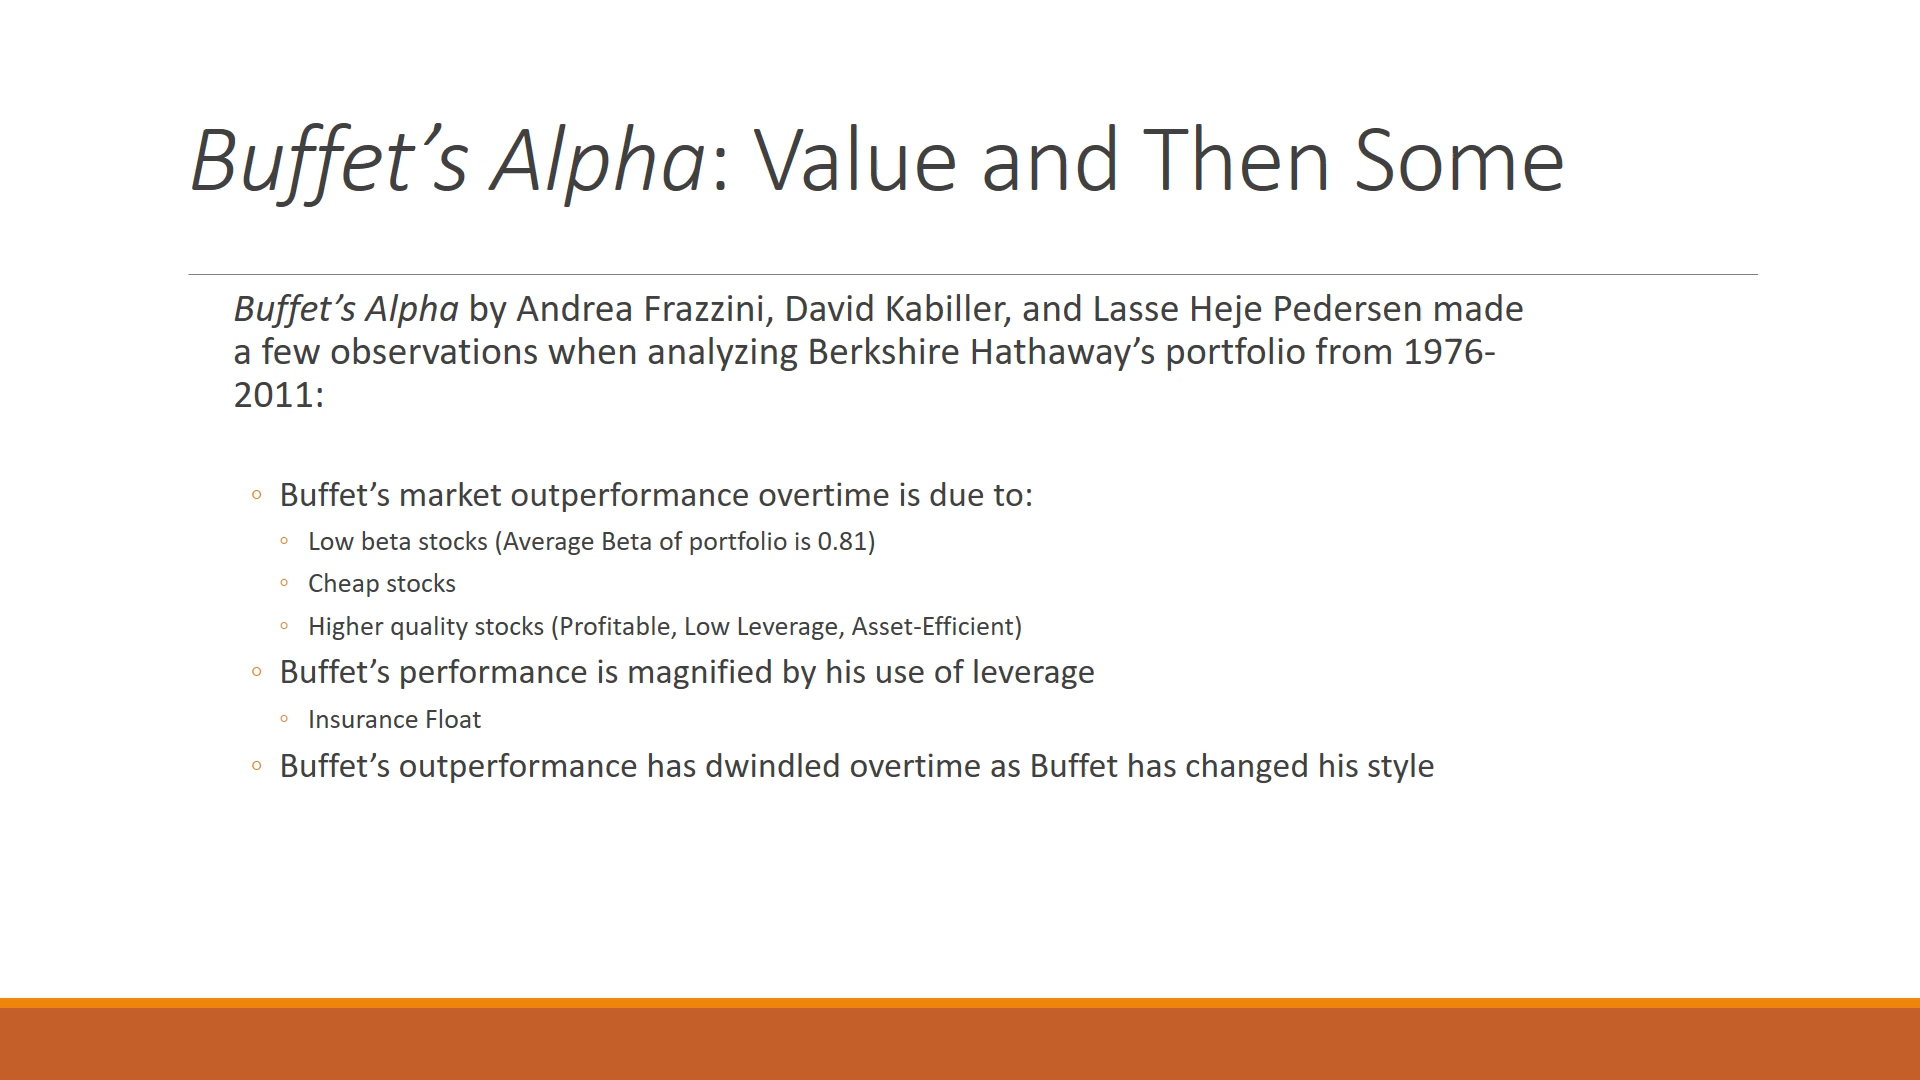 Buffet’s Alpha: Value and Then Some
Buffet’s Alpha by Andrea Frazzini, David Kabiller, and Lasse Heje Pedersen made
a few observations when analyzing Berkshire Hathaway’s portfolio from 1976-
2011:
◦ Buffet’s market outperformance overtime is due to:
◦ Low beta stocks (Average Beta of portfolio is 0.81)
◦ Cheap stocks
◦ Higher quality stocks (Profitable, Low Leverage, Asset-Efficient)
◦ Buffet’s performance is magnified by his use of leverage
◦ Insurance Float
◦ Buffet’s outperformance has dwindled overtime as Buffet has changed his style